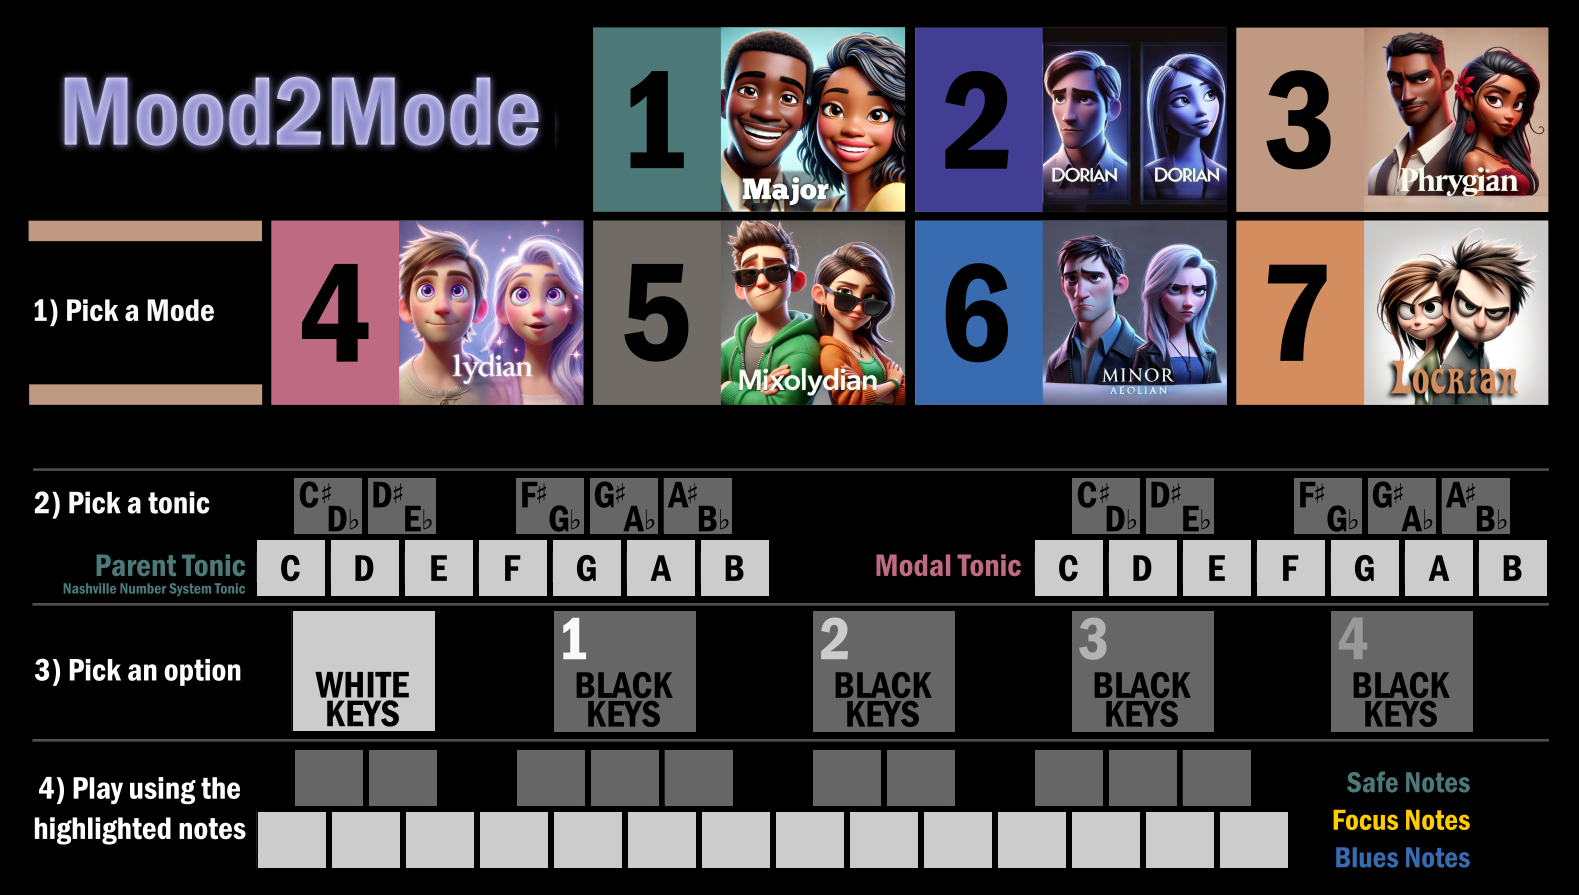 Mood2Mode
1
Major
2
DORIAN
DORIAN
3
Phrygian
1) Pick a Mode
4
lydian
5
Mixolydian
6
MINOR
AEOLIAN
7
Locrian
2) Pick a tonic
C♯
D♭
D♯
E♭
F♯
G♭
G♯
A♭
A♯
B♭
C♯
D♭
D♯
E♭
F♯
G♭
G♯
A♭
A♯
B♭
Parent Tonic
Nashville Number System Tonic
C D E F G A B
Modal Tonic
C D E F G A B
3) Pick an option
WHITE
KEYS
1
BLACK
KEYS
2
BLACK
KEYS
3
BLACK
KEYS
4
BLACK
KEYS
4) Play using the
highlighted notes
Safe Notes
Focus Notes
Blues Notes